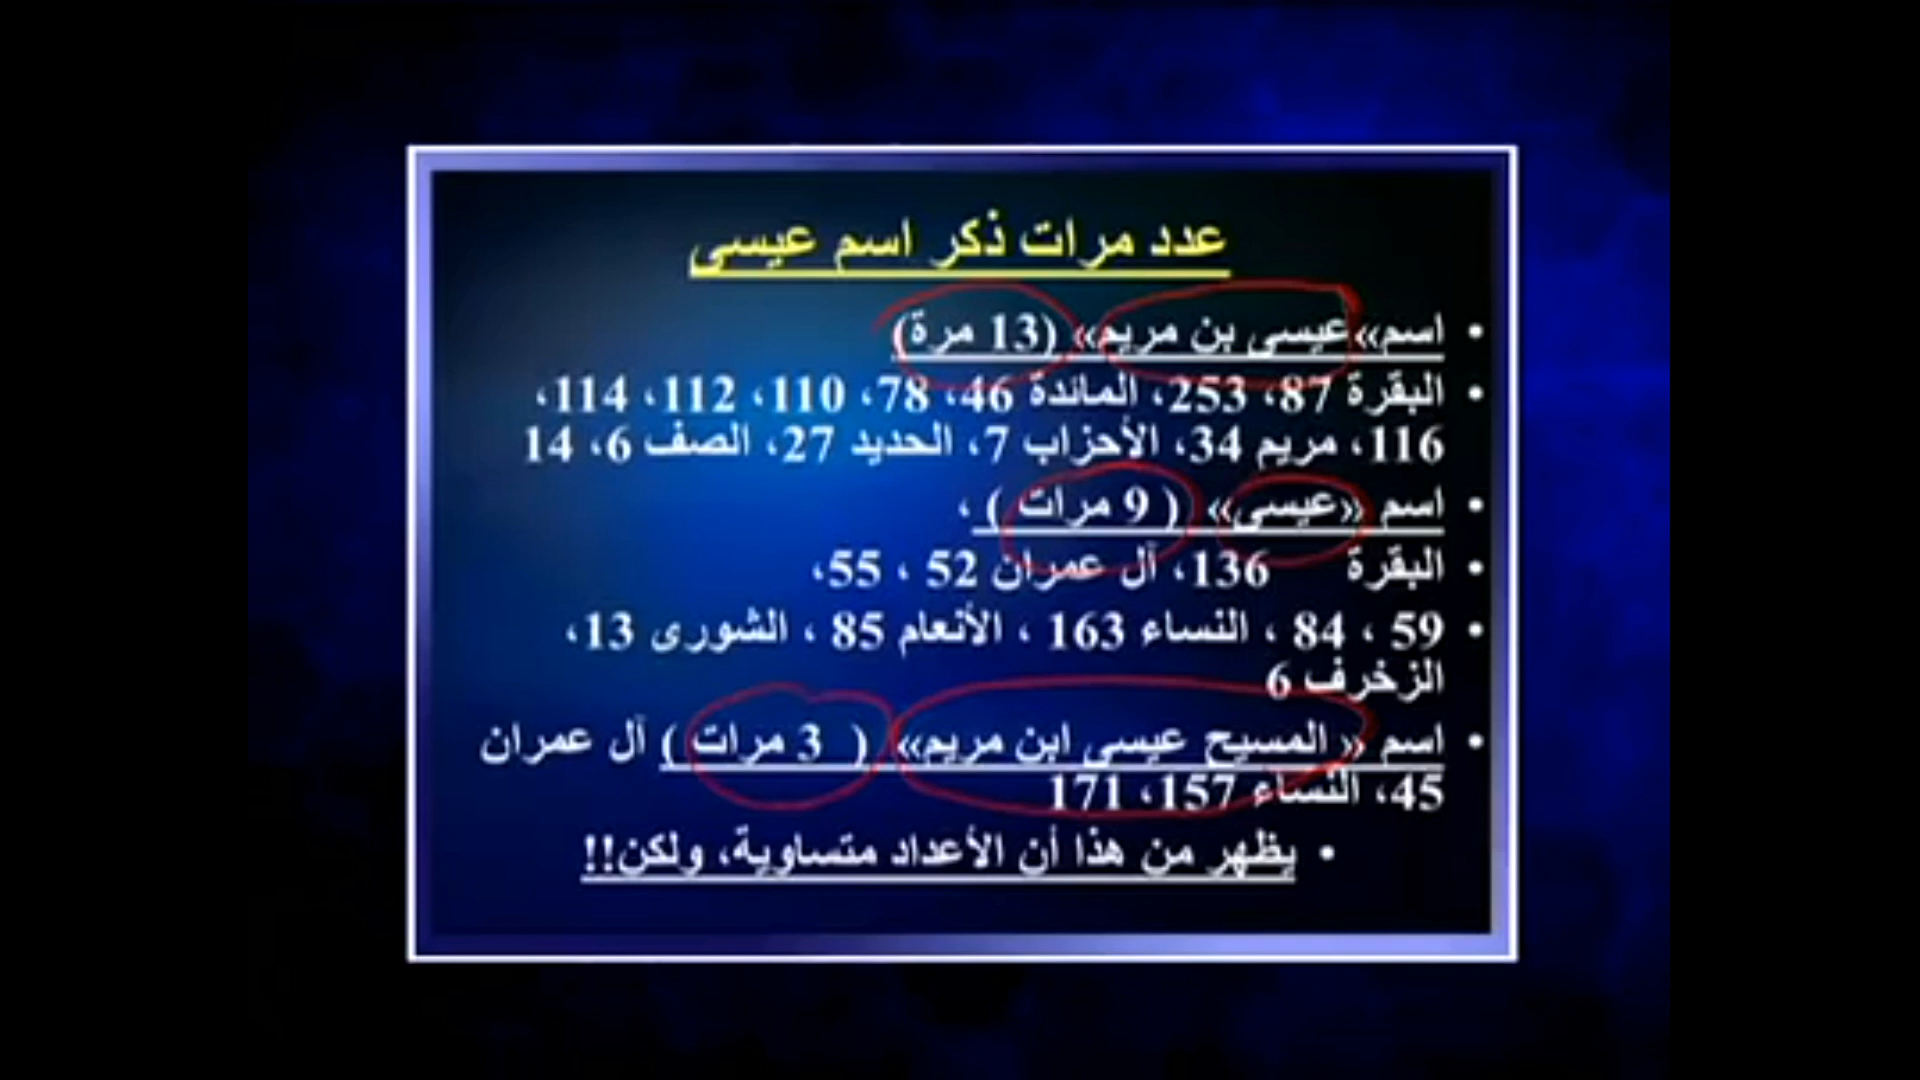 عدد مرات ذكر اسم عيسى
• اسم»عيسى بن مريم» (13 مرة)
• البقرة 87، 253، المائدة 46، 78، 110، 112، 114،
116، مريم 34، الأحزاب 7، الحديد 27، الصف 6، 14
• اسم «عيسى» ( 9 مرات ) ،
• البقرة 136، آل عمران 52 ، 55،
• 59 ، 84 ، النساء 163 ، الأنعام 85 ، الشورى 13،
الزخرف 6
• اسم « المسيح عيسى ابن مريم» ( 3 مرات ) آل عمران
45، النساء 157، 171
• يظهر من هذا أن الأعداد متساوية، ولكن!!